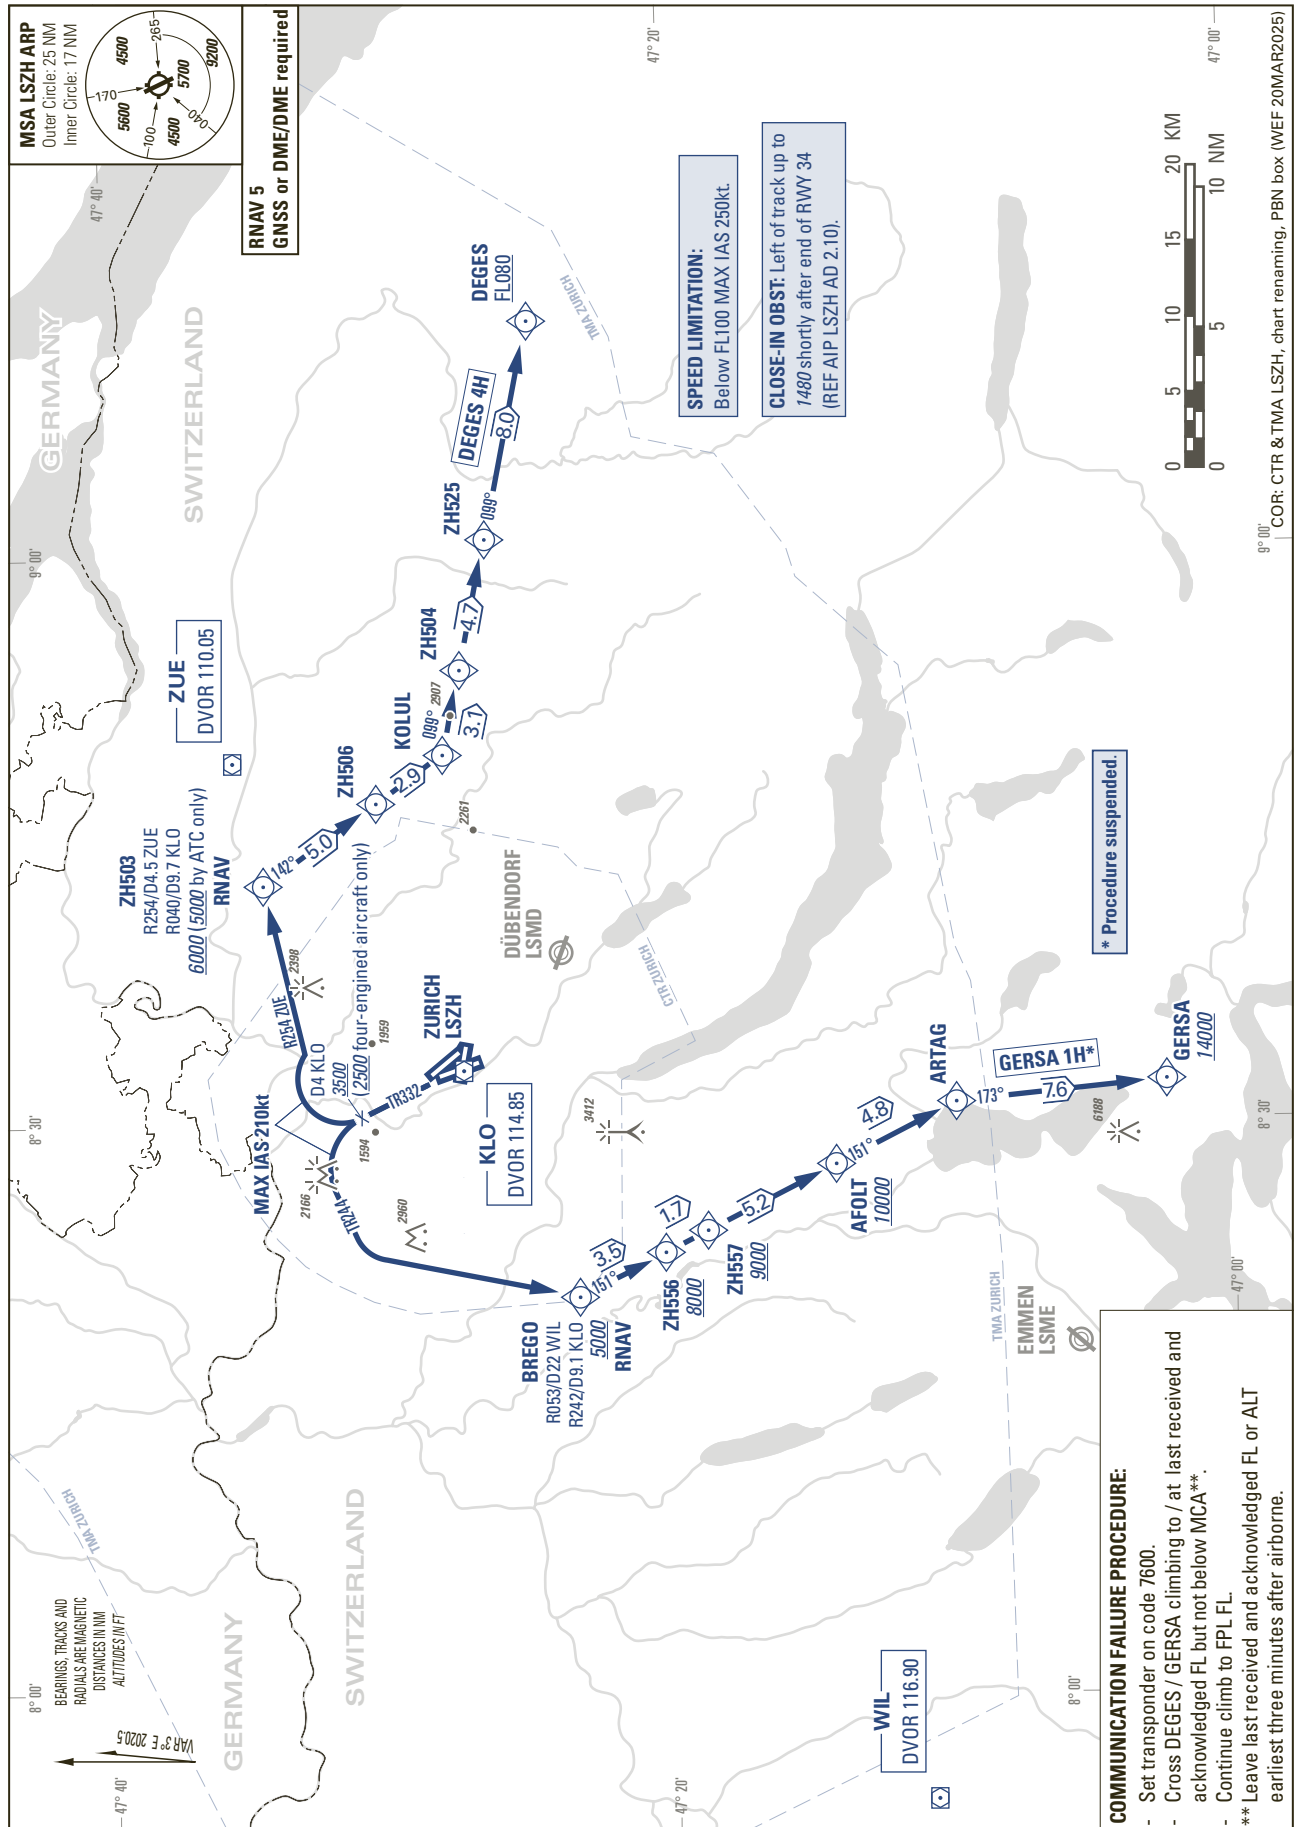 BEARINGS, TRACKS AND
RADIALS ARE MAGNETIC
DISTANCES IN NM
ALTITUDES IN FT
VAR 3° E 2020.5
MSA LSZH ARP
Outer Circle: 25 NM
Inner Circle: 17 NM
170
265
100
040
5600
4500
4500
5700
9200
RNAV 5
GNSS or DME/DME required
47° 40'
47° 40'
47° 20'
47° 20'
47° 00'
47° 00'
8° 00'
8° 00'
8° 30'
8° 30'
9° 00'
9° 00'
GERMANY
GERMANY
SWITZERLAND
SWITZERLAND
TMA ZURICH
TMA ZURICH
TMA ZURICH
CTR ZURICH
ZUE
DVOR 110.05
ZH503
R254/D4.5 ZUE
R040/D9.7 KLO
6000 (5000 by ATC only)
RNAV
142°
5.0
ZH506
2.9
KOLUL
099°
2907
3.1
ZH504
4.7
ZH525
099°
8.0
DEGES 4H
DEGES
FL080
R254 ZUE
2398
D4 KLO
3500
(2500 four-engined aircraft only)
MAX IAS 210kt
1959
2261
1594
2166
2960
3412
6188
TR332
TR244
ZURICH
LSZH
DÜBENDORF
LSMD
KLO
DVOR 114.85
BREGO
R053/D22 WIL
R242/D9.1 KLO
5000
RNAV
151°
3.5
ZH556
8000
1.7
ZH557
9000
5.2
AFOLT
10000
151°
4.8
ARTAG
173°
7.6
GERSA 1H*
GERSA
14000
EMMEN
LSME
WIL
DVOR 116.90
SPEED LIMITATION:
Below FL100 MAX IAS 250kt.
CLOSE-IN OBST: Left of track up to
1480 shortly after end of RWY 34
(REF AIP LSZH AD 2.10).
* Procedure suspended.
0 5 10 15 20 KM
0 5 10 NM
COMMUNICATION FAILURE PROCEDURE:
- Set transponder on code 7600.
- Cross DEGES / GERSA climbing to / at last received and
acknowledged FL but not below MCA**.
- Continue climb to FPL FL.
** Leave last received and acknowledged FL or ALT
earliest three minutes after airborne.
COR: CTR & TMA LSZH, chart renaming, PBN box (WEF 20MAR2025)